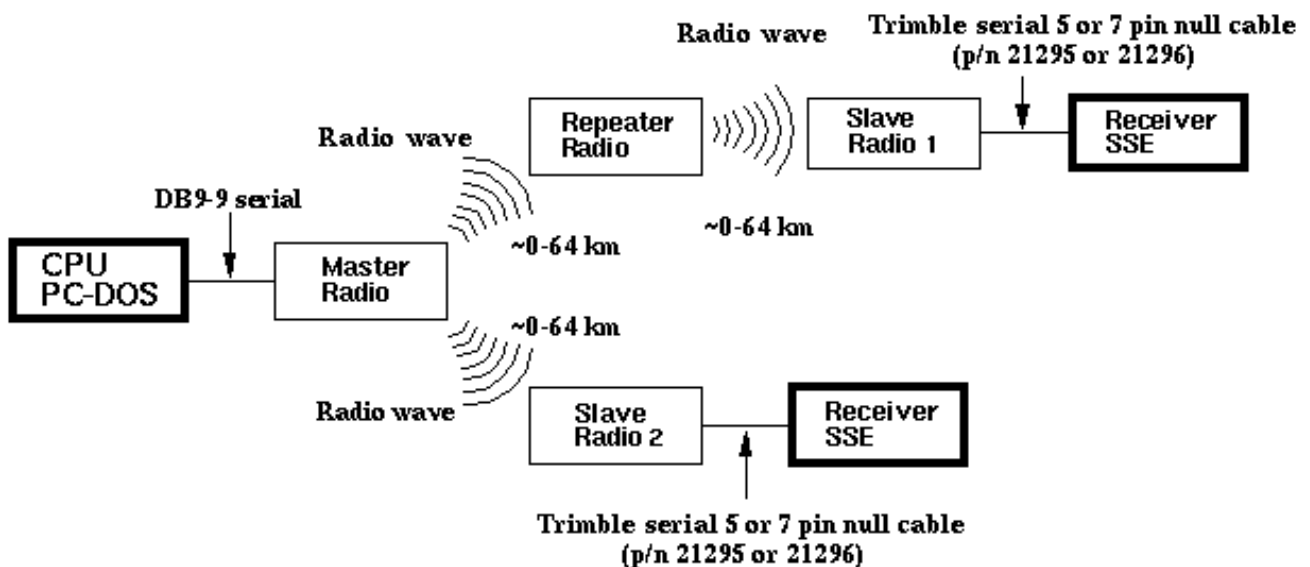 Radio wave
Trimble serial 5 or 7 pin null cable
(p/n 21295 or 21296)
Radio wave
Repeater
Radio
Slave
Radio 1
Receiver
SSE
DB9-9 serial
~0-64 km
~0-64 km
CPU
PC-DOS
Master
Radio
~0-64 km
Radio wave
Slave
Radio 2
Receiver
SSE
Trimble serial 5 or 7 pin null cable
(p/n 21295 or 21296)